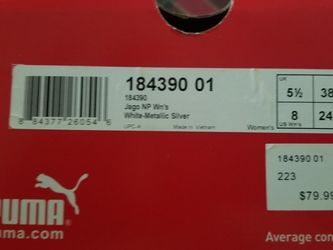 184390 01
184390
Jago NP Wn's
White-Metallic Silver
8 84377 26054 6
UPC-A Made in Vietnam Women's
UK
5½ 38
8 24
US Wn's
184390 01
223
$79.99
PUMA
puma.com
Average con